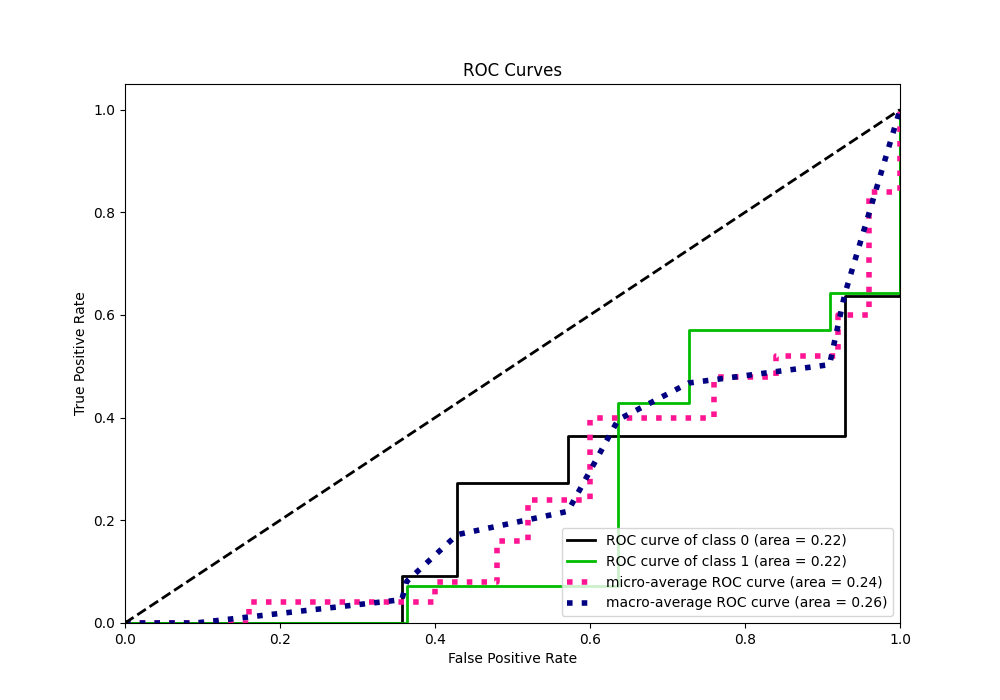 ROC Curves
True Positive Rate
1.0
0.8
0.6
0.4
0.2
0.0
ROC curve of class 0 (area = 0.22)
ROC curve of class 1 (area = 0.22)
micro-average ROC curve (area = 0.24)
macro-average ROC curve (area = 0.26)
0.0 0.2 0.4 0.6 0.8 1.0
False Positive Rate